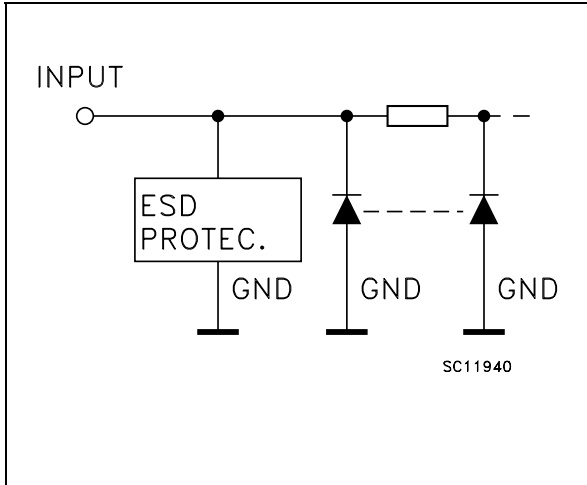 INPUT
ESD
PROTEC.
GND
GND
GND
SC11940